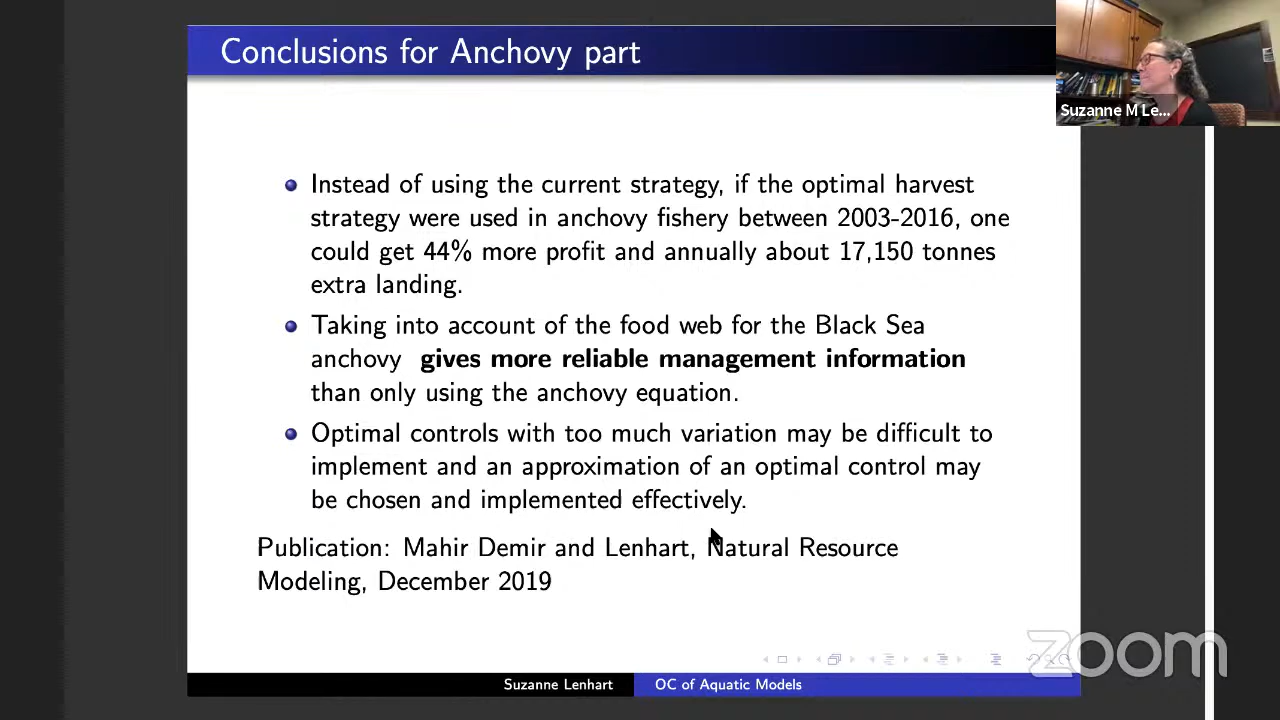 Conclusions for Anchovy part
Suzanne M Le...
Instead of using the current strategy, if the optimal harvest
strategy were used in anchovy fishery between 2003-2016, one
could get 44% more profit and annually about 17,150 tonnes
extra landing.
Taking into account of the food web for the Black Sea
anchovy gives more reliable management information
than only using the anchovy equation.
Optimal controls with too much variation may be difficult to
implement and an approximation of an optimal control may
be chosen and implemented effectively.
Publication: Mahir Demir and Lenhart, Natural Resource
Modeling, December 2019
zoom
Suzanne Lenhart OC of Aquatic Models